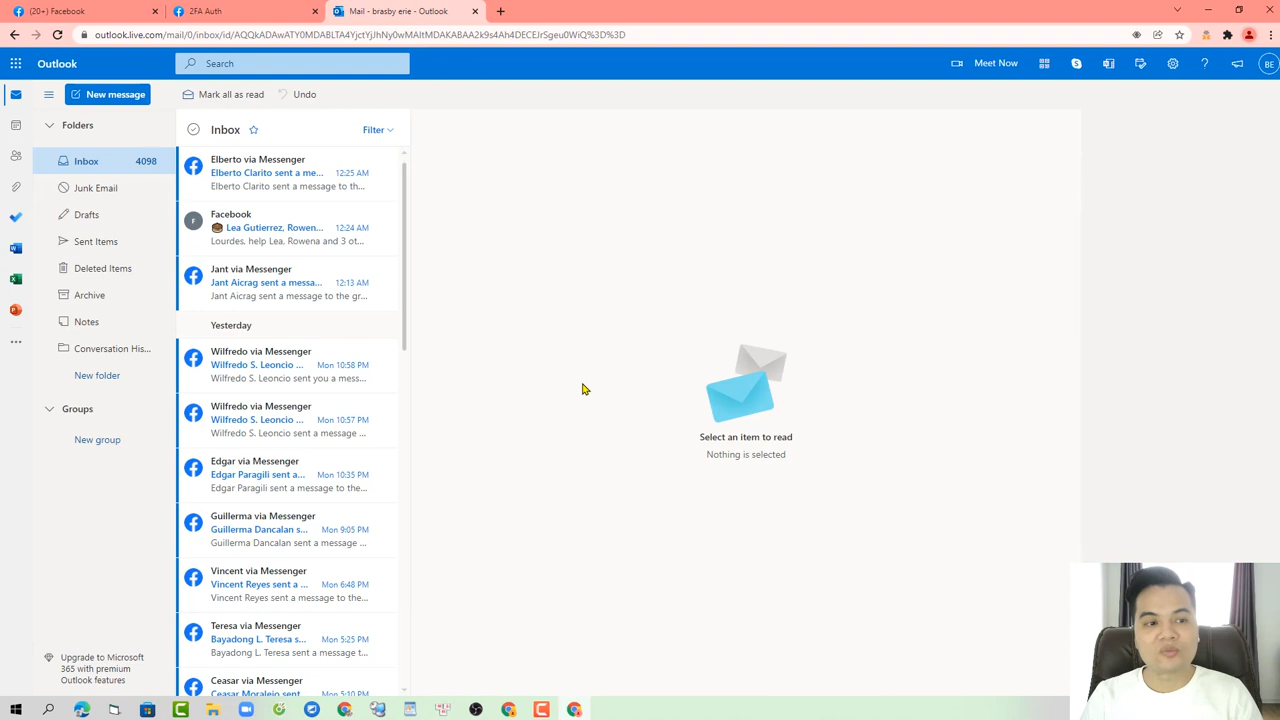 (20+) Facebook
2FA Auth
Mail - brasby erie - Outlook
Outlook
Search
Meet Now
BE
New message
Mark all as read
Undo
Folders
Inbox 4098
Junk Email
Drafts
Sent Items
Deleted Items
Archive
Notes
Conversation His...
New folder
Groups
New group
Upgrade to Microsoft
365 with premium
Outlook features
Inbox
Filter
Elberto via Messenger
Elberto Clarito sent a me... 12:25 AM
Elberto Clarito sent a message to th...
F
Facebook
Lea Gutierrez, Rowen... 12:24 AM
Lourdes, help Lea, Rowena and 3 ot...
Jant via Messenger
Jant Aicrag sent a messa... 12:13 AM
Jant Aicrag sent a message to the gr...
Yesterday
Wilfredo via Messenger
Wilfredo S. Leoncio ... Mon 10:58 PM
Wilfredo S. Leoncio sent you a mess...
Wilfredo via Messenger
Wilfredo S. Leoncio ... Mon 10:57 PM
Wilfredo S. Leoncio sent a message ...
Edgar via Messenger
Edgar Paragili sent a... Mon 10:35 PM
Edgar Paragili sent a message to the...
Guillerma via Messenger
Guillerma Dancalan s... Mon 9:05 PM
Guillerma Dancalan sent a message ...
Vincent via Messenger
Vincent Reyes sent a ... Mon 6:48 PM
Vincent Reyes sent a message to the...
Teresa via Messenger
Bayadong L. Teresa s... Mon 5:25 PM
Bayadong L. Teresa sent a message t...
Ceasar via Messenger
Ceasar Moralejo sent Mon 5:10 PM
Select an item to read
Nothing is selected